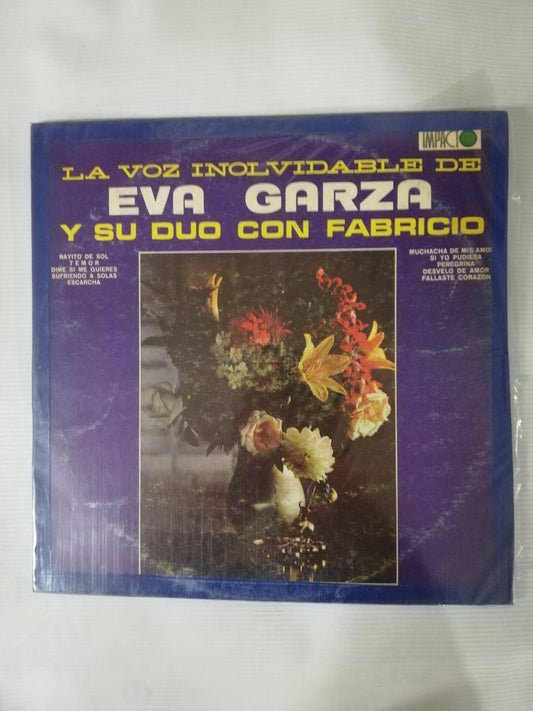 IMPACTO
LA VOZ INOLVIDABLE DE
EVA GARZA
Y SU DUO CON FABRICIO
RAYITO DE SOL
TEMOR
DIME SI ME QUIERES
SUFRIENDO A SOLAS
ESCARCHA
MUCHACHA DE MIS AMO
SI YO PUDIERA
PEREGRINA
DESVELO DE AMOR
FALLASTE CORAZON